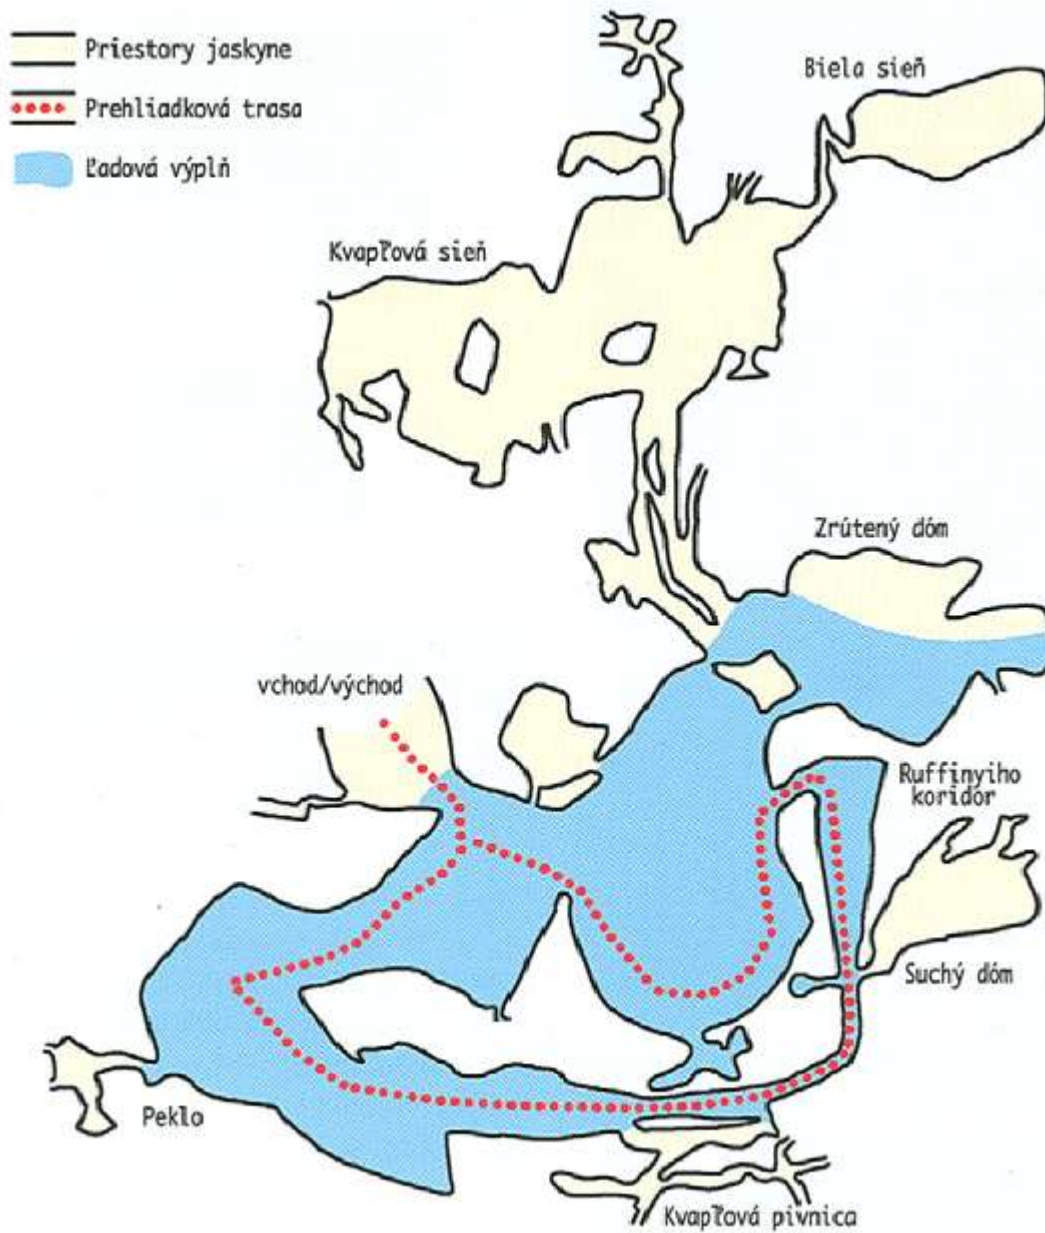 Priestory jaskyne
Prehliadková trasa
Ľadová výplň
Biela sieň
Kvapľová sieň
Zrútený dóm
vchod/východ
Ruffinyiho
koridór
Suchý dóm
Peklo
Kvapľová pivnica